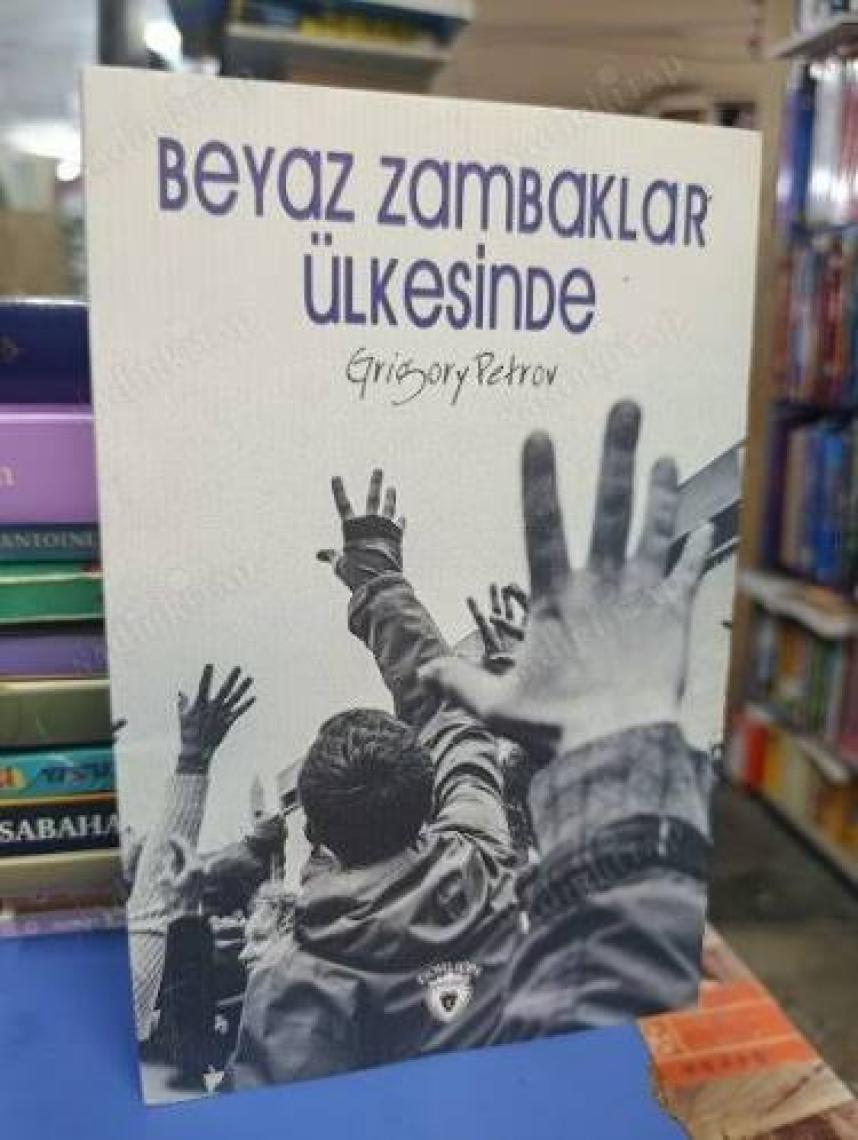 BEYAZ ZAMBAKLAR
ÜLKESİNDE
Grigory Petrov
ANTOINE
SABAHA